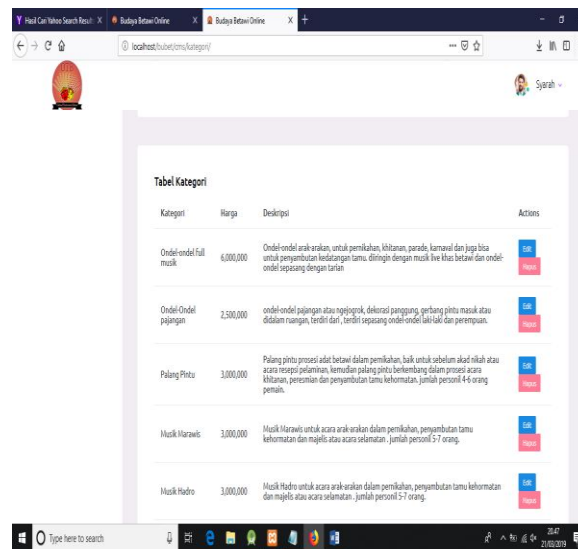 Hasil Cari Yahoo Search Result: X Budaya Betawi Online X Budaya Betawi Online X +
localhost/bubet/cms/kategori/
Syarah
Tabel Kategori
Kategori Harga Deskripsi Actions
Ondel-ondel full musik 6,000,000
Ondel-ondel arak-arakan, untuk pernikahan, khitanan, parade, karnaval dan juga bisa
untuk penyambutan kedatangan tamu. diiringin dengan musik live khas betawi dan ondel-
ondel sepasang dengan tarian
Edit
Hapus
Ondel-Ondel pajangan 2,500,000
ondel-ondel pajangan atau ngejogrok, dekorasi panggung, gerbang pintu masuk atau
didalam ruangan, terdiri dari , terdiri sepasang ondel-ondel laki-laki dan perempuan.
Edit
Hapus
Palang Pintu 3,000,000
Palang pintu prosesi adat betawi dalam pernikahan, baik untuk sebelum akad nikah atau
acara resepsi pelaminan, kemudian palang pintu berkembang dalam prosesi acara
khitanan, peresmian dan penyambutan tamu kehormatan. jumlah personil 4-6 orang
pemain.
Edit
Hapus
Musik Marawis 3,000,000
Musik Marawis untuk acara arak-arakan dalam pernikahan, penyambutan tamu
kehormatan dan majelis atau acara selamatan . jumlah personil 5-7 orang.
Edit
Hapus
Musik Hadro 3,000,000
Musik Hadro untuk acara arak-arakan dalam pernikahan, penyambutan tamu kehormatan
dan majelis atau acara selamatan . jumlah personil 5-7 orang.
Edit
Hapus
Type here to search
20.47
21/03/2019